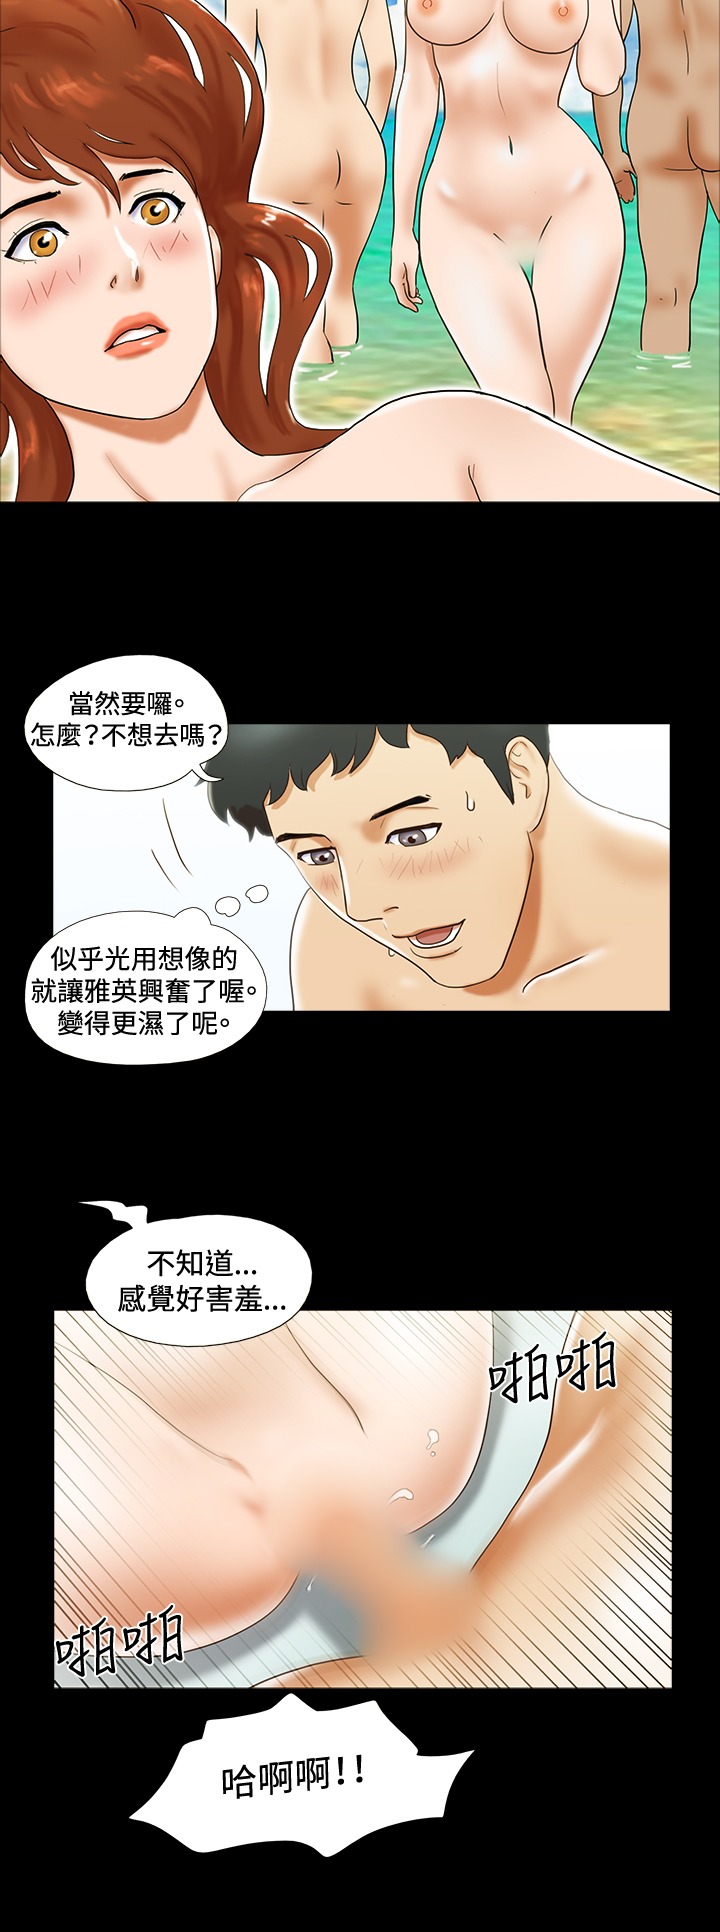 當然要囉。
怎麼？不想去嗎？
似乎光用想像的
就讓雅英興奮了喔。
變得更濕了呢。
不知道...
感覺好害羞...
啪啪
啪啪
哈啊啊！！